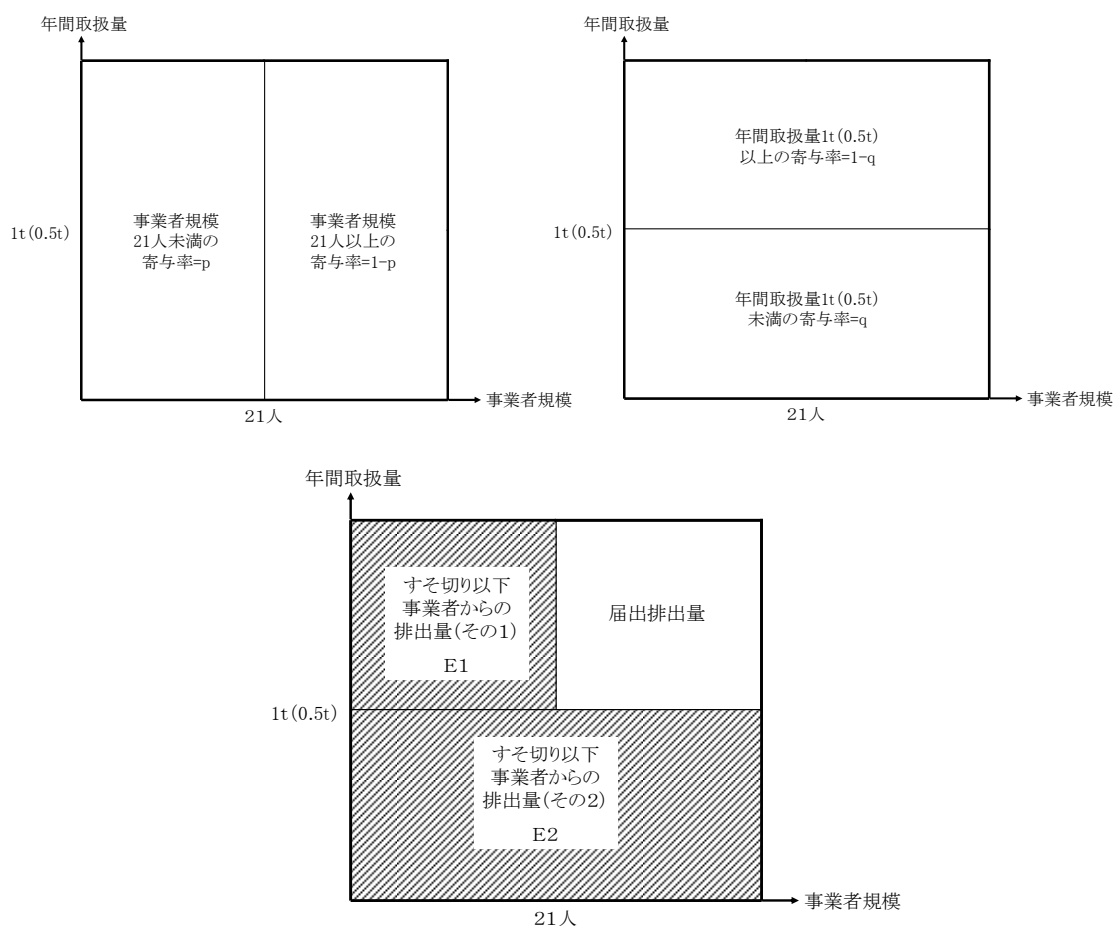 年間取扱量
1t(0.5t)
事業者規模
21人未満の
寄与率=p
事業者規模
21人以上の
寄与率=1-p
21人
事業者規模
年間取扱量
1t(0.5t)
年間取扱量1t(0.5t)
以上の寄与率=1-q
年間取扱量1t(0.5t)
未満の寄与率=q
21人
事業者規模
年間取扱量
1t(0.5t)
すそ切り以下
事業者からの
排出量(その1)
E1
届出排出量
すそ切り以下
事業者からの
排出量(その2)
E2
21人
事業者規模